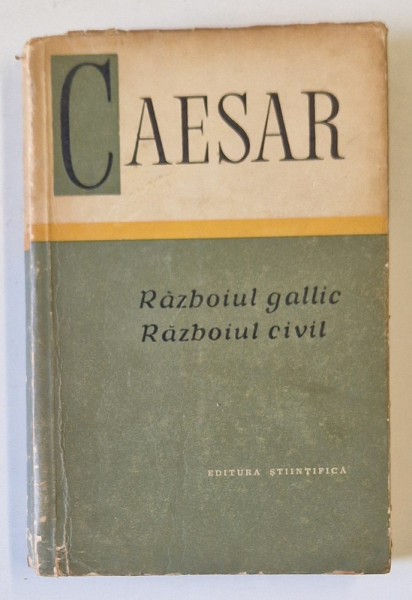 CAESAR
Războiul gallic
Războiul civil
EDITURA ŞTIINŢIFICĂ